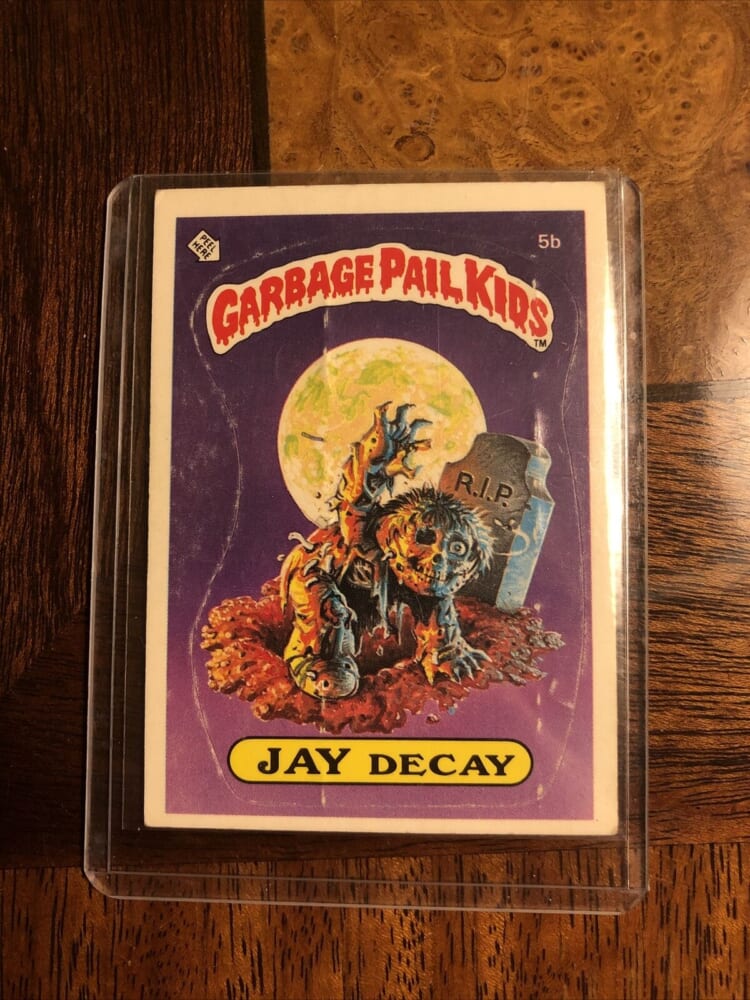 PEEL
HERE
5b
GARBAGE PAIL KIDS
TM
R.I.P.
JAY DECAY